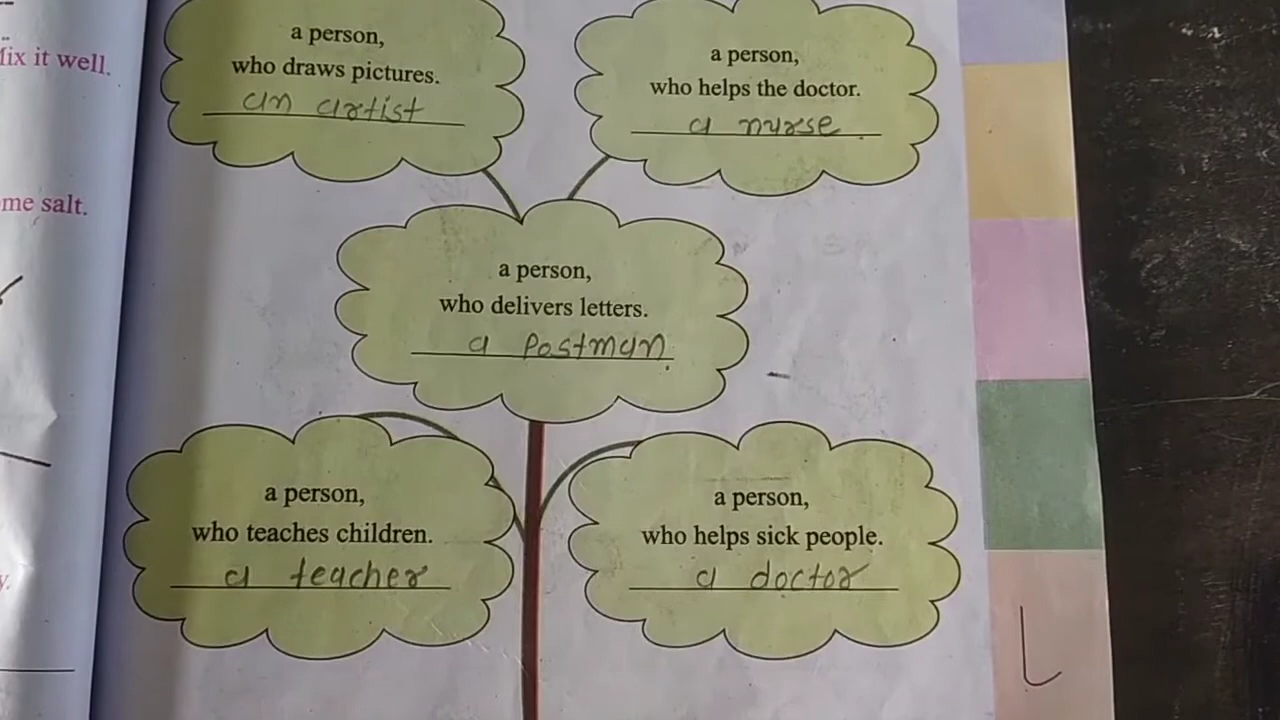 Mix it well.
me salt.
y.
a person,
who draws pictures.
an artist
a person,
who helps the doctor.
a nurse
a person,
who delivers letters.
a Postman
a person,
who teaches children.
a teacher
a person,
who helps sick people.
a doctor